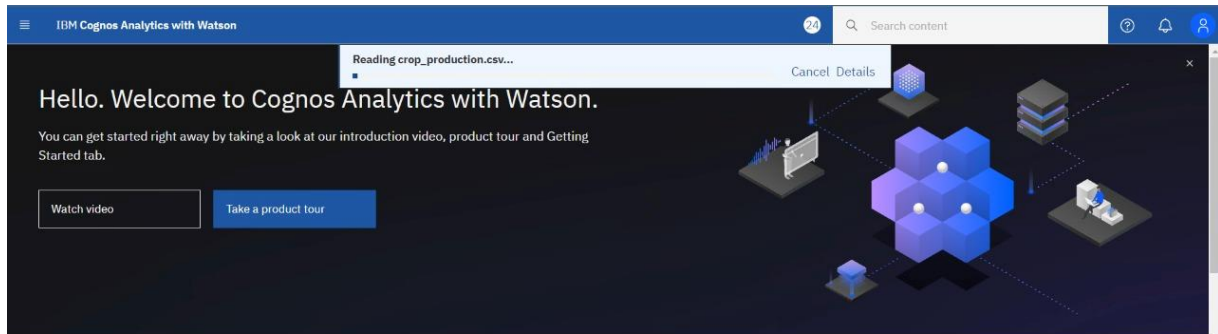 IBM Cognos Analytics with Watson
24
Search content
Reading crop_production.csv...
Cancel Details
Hello. Welcome to Cognos Analytics with Watson.
You can get started right away by taking a look at our introduction video, product tour and Getting
Started tab.
Watch video
Take a product tour